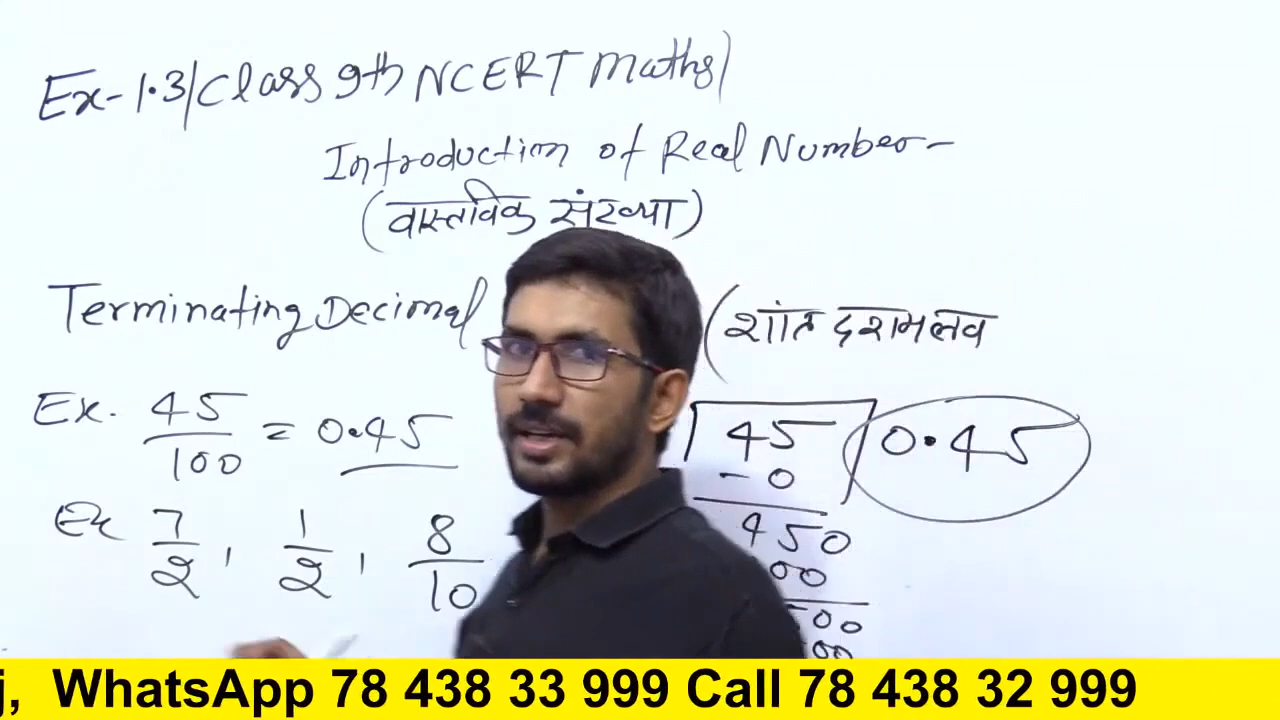 Ex-1.3/Class 9th NCERT Maths/
Introduction of Real Number-
(वास्तविक संख्या)
Terminating Decimal (शांत दशमलव
Ex. 45/100 = 0.45
45 0.45
-0
450
00
500
00
Ex 7/2, 1/2, 8/10
j, WhatsApp 78 438 33 999 Call 78 438 32 999